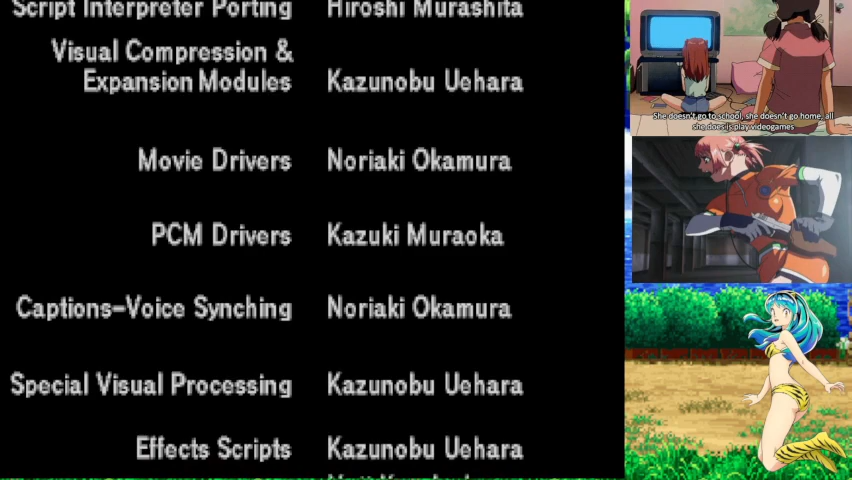 Script Interpreter Porting Hiroshi Murashita
Visual Compression &
Expansion Modules Kazunobu Uehara
Movie Drivers Noriaki Okamura
PCM Drivers Kazuki Muraoka
Captions-Voice Synching Noriaki Okamura
Special Visual Processing Kazunobu Uehara
Effects Scripts Kazunobu Uehara
She doesn't go to school, she doesn't go home, all
she does is play videogames